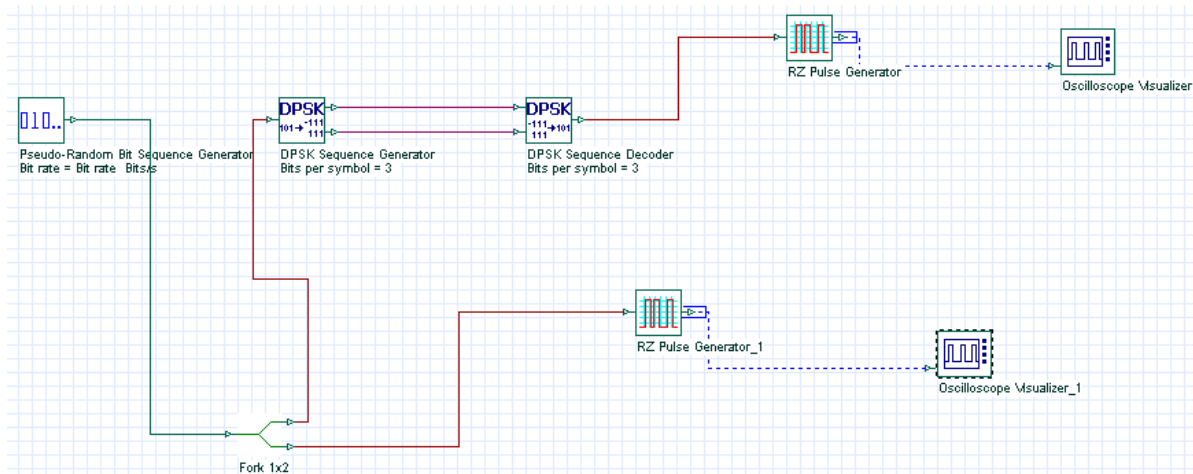 RZ Pulse Generator
Oscilloscope Visualizer
010..
DPSK
101→ -111
111
DPSK
-111
111 →101
Pseudo-Random Bit Sequence Generator
Bit rate = Bit rate Bits/s
DPSK Sequence Generator
Bits per symbol = 3
DPSK Sequence Decoder
Bits per symbol = 3
RZ Pulse Generator_1
Oscilloscope Visualizer_1
Fork 1x2